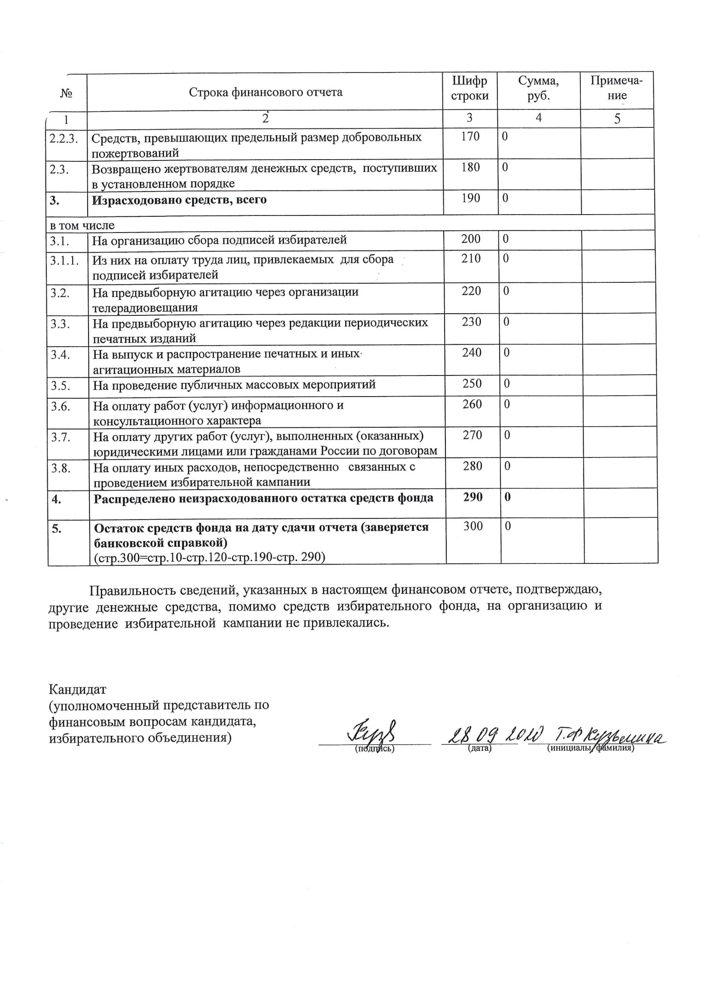 № Строка финансового отчета Шифр строки Сумма, руб. Примеча-ние
1 2 3 4 5
2.2.3. Средств, превышающих предельный размер добровольных 170 0
пожертвований
2.3. Возвращено жертвователям денежных средств, поступивших 180 0
в установленном порядке
3. Израсходовано средств, всего 190 0
в том числе
3.1. На организацию сбора подписей избирателей 200 0
3.1.1. Из них на оплату труда лиц, привлекаемых для сбора 210 0
подписей избирателей
3.2. На предвыборную агитацию через организации 220 0
телерадиовещания
3.3. На предвыборную агитацию через редакции периодических 230 0
печатных изданий
3.4. На выпуск и распространение печатных и иных 240 0
агитационных материалов
3.5. На проведение публичных массовых мероприятий 250 0
3.6. На оплату работ (услуг) информационного и 260 0
консультационного характера
3.7. На оплату других работ (услуг), выполненных (оказанных) 270 0
юридическими лицами или гражданами России по договорам
3.8. На оплату иных расходов, непосредственно связанных с 280 0
проведением избирательной кампании
4. Распределено неизрасходованного остатка средств фонда 290 0
5. Остаток средств фонда на дату сдачи отчета (заверяется 300 0
банковской справкой)
(стр.300=стр.10-стр.120-стр.190-стр. 290)
Правильность сведений, указанных в настоящем финансовом отчете, подтверждаю,
другие денежные средства, помимо средств избирательного фонда, на организацию и
проведение избирательной кампании не привлекались.
Кандидат
(уполномоченный представитель по
финансовым вопросам кандидата,
избирательного объединения)
28 09 2020 Т.Ф Кузьмина
(подпись) (дата) (инициалы, фамилия)